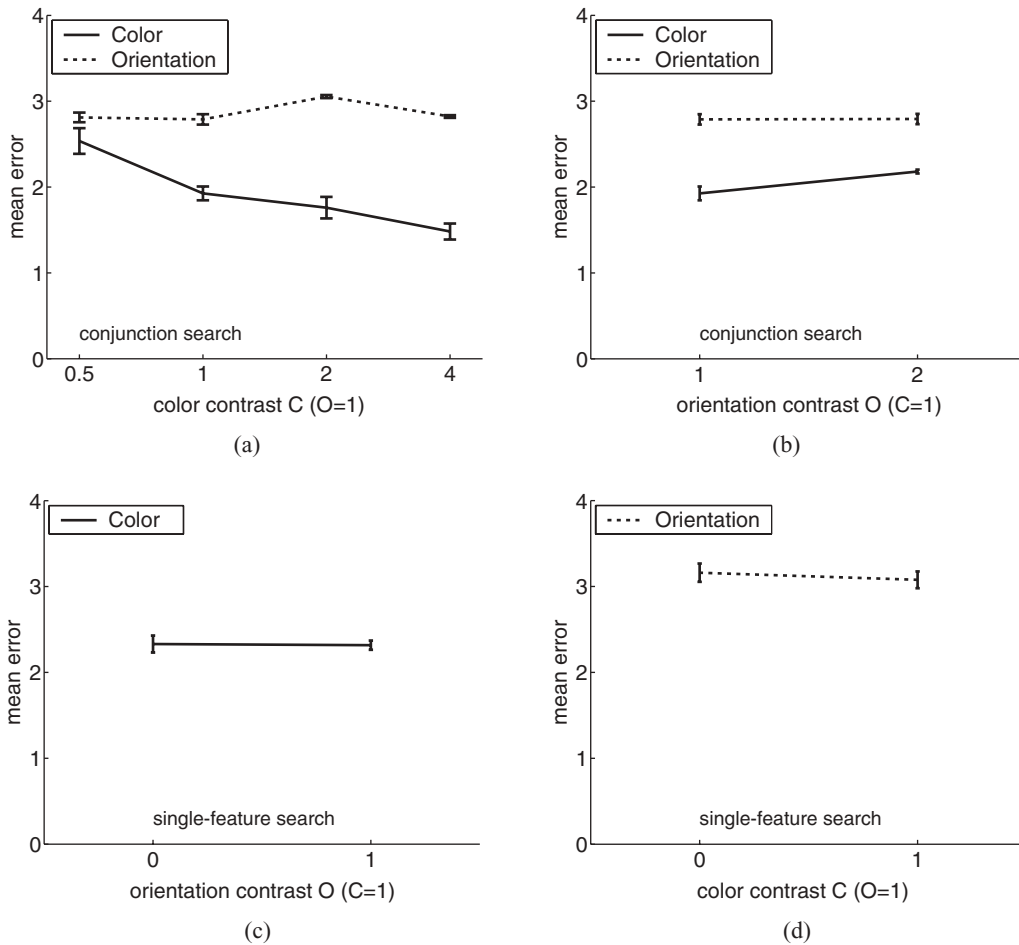 4
3
2
1
0
mean error
Color
Orientation
conjunction search
0.5 1 2 4
color contrast C (O=1)
(a)
4
3
2
1
0
mean error
Color
Orientation
conjunction search
1 2
orientation contrast O (C=1)
(b)
4
3
2
1
0
mean error
Color
single-feature search
0 1
orientation contrast O (C=1)
(c)
4
3
2
1
0
mean error
Orientation
single-feature search
0 1
color contrast C (O=1)
(d)